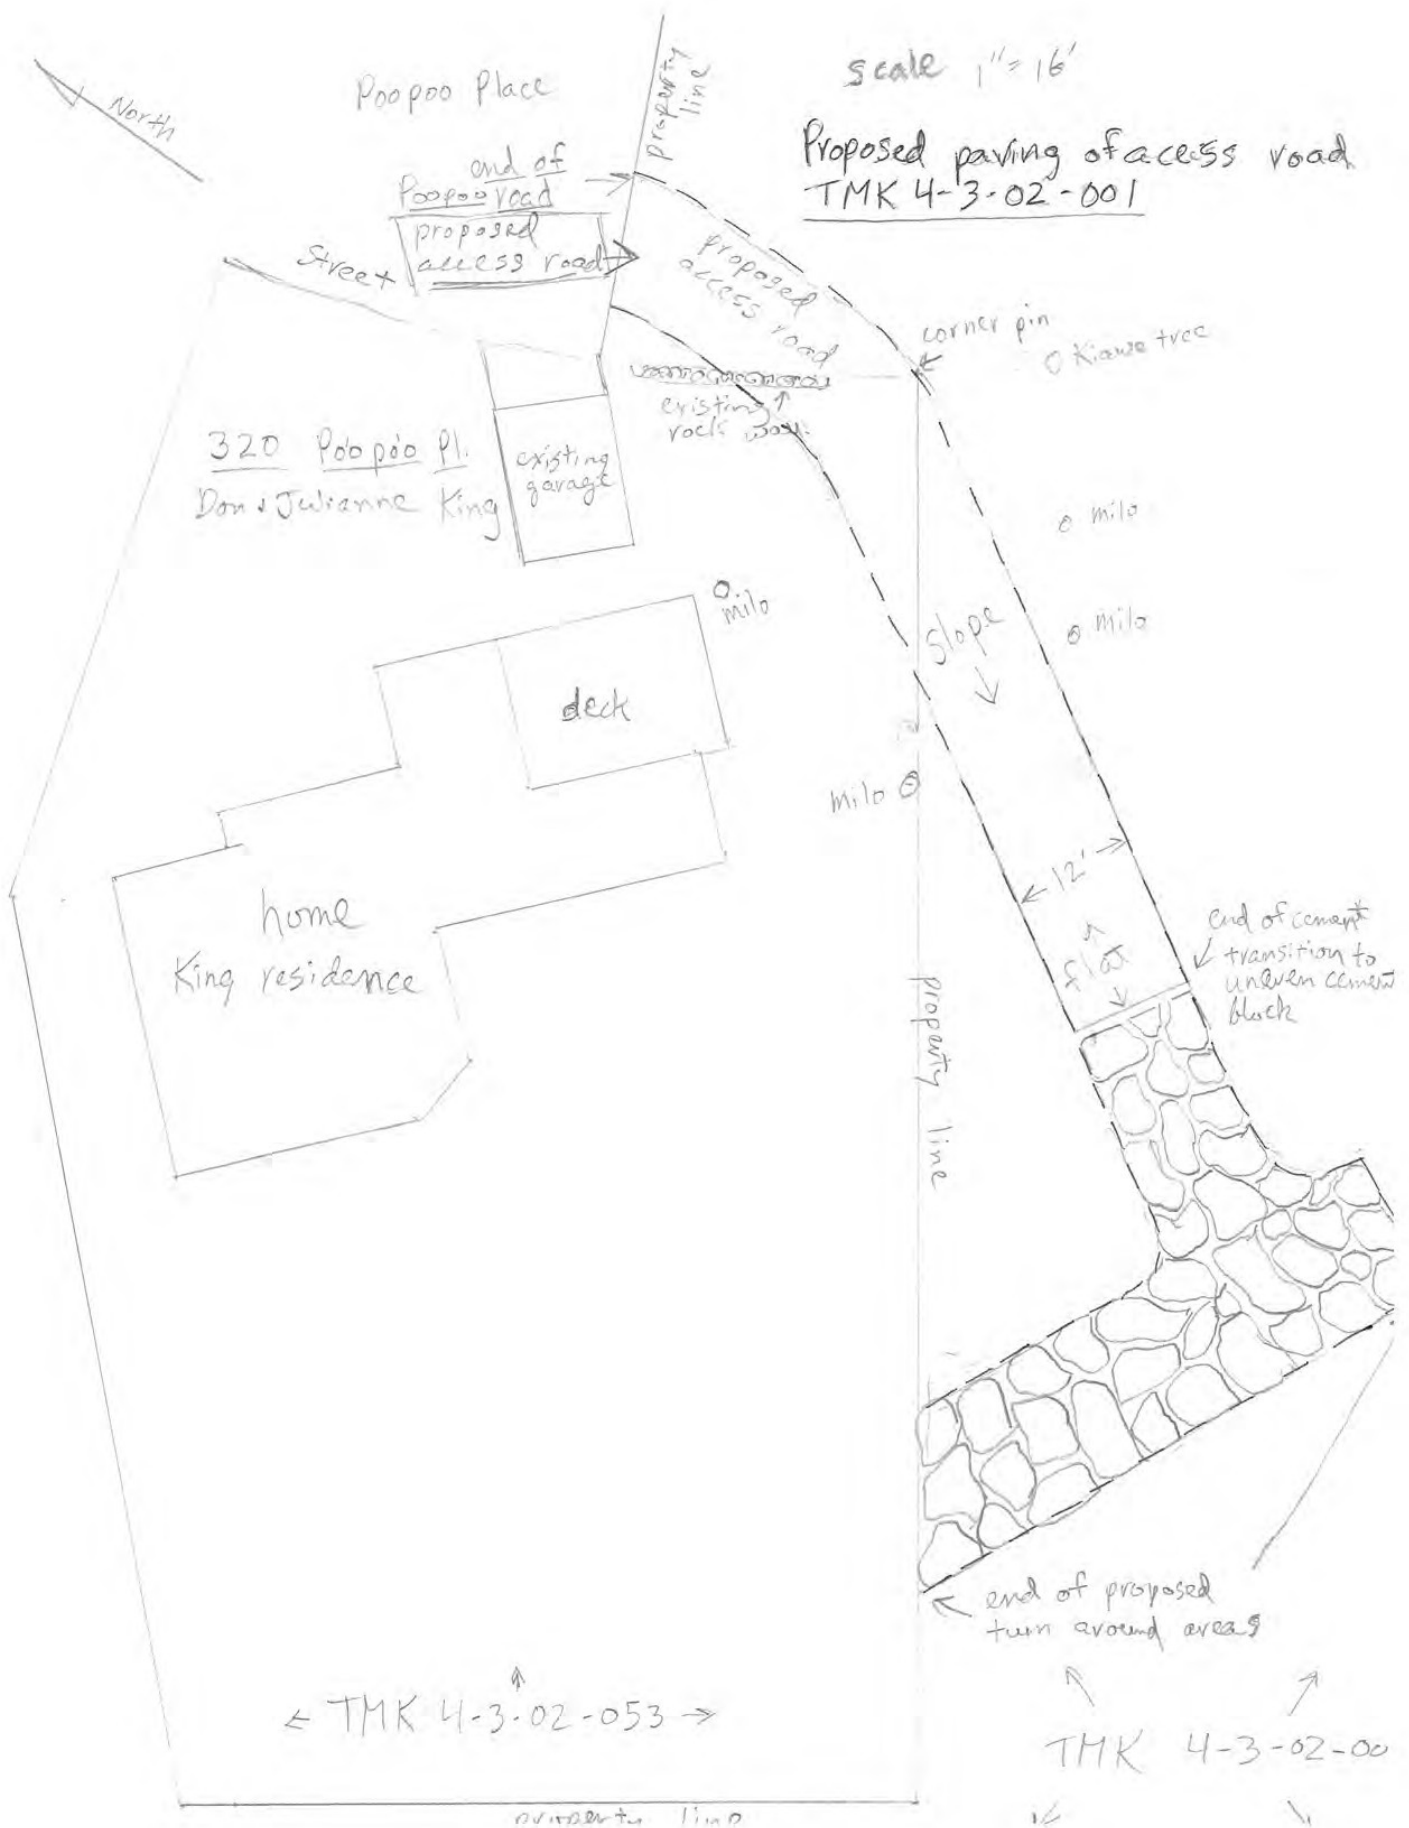 scale 1"=16'
Poopoo Place
property
line
North
Proposed paving of access road
TMK 4-3-02-001
end of
Poopoo road
proposed
access road
Street
proposed
access road
corner pin
Kiawe tree
existing
rock wall
320 Poopoo Pl.
Don & Julianne King
existing
garage
milo
milo
milo
slope
deck
milo
12'
home
King residence
flat
end of cement
transition to
uneven cement
block
property line
end of proposed
turn around areas
TMK 4-3-02-053
TMK 4-3-02-00
property line